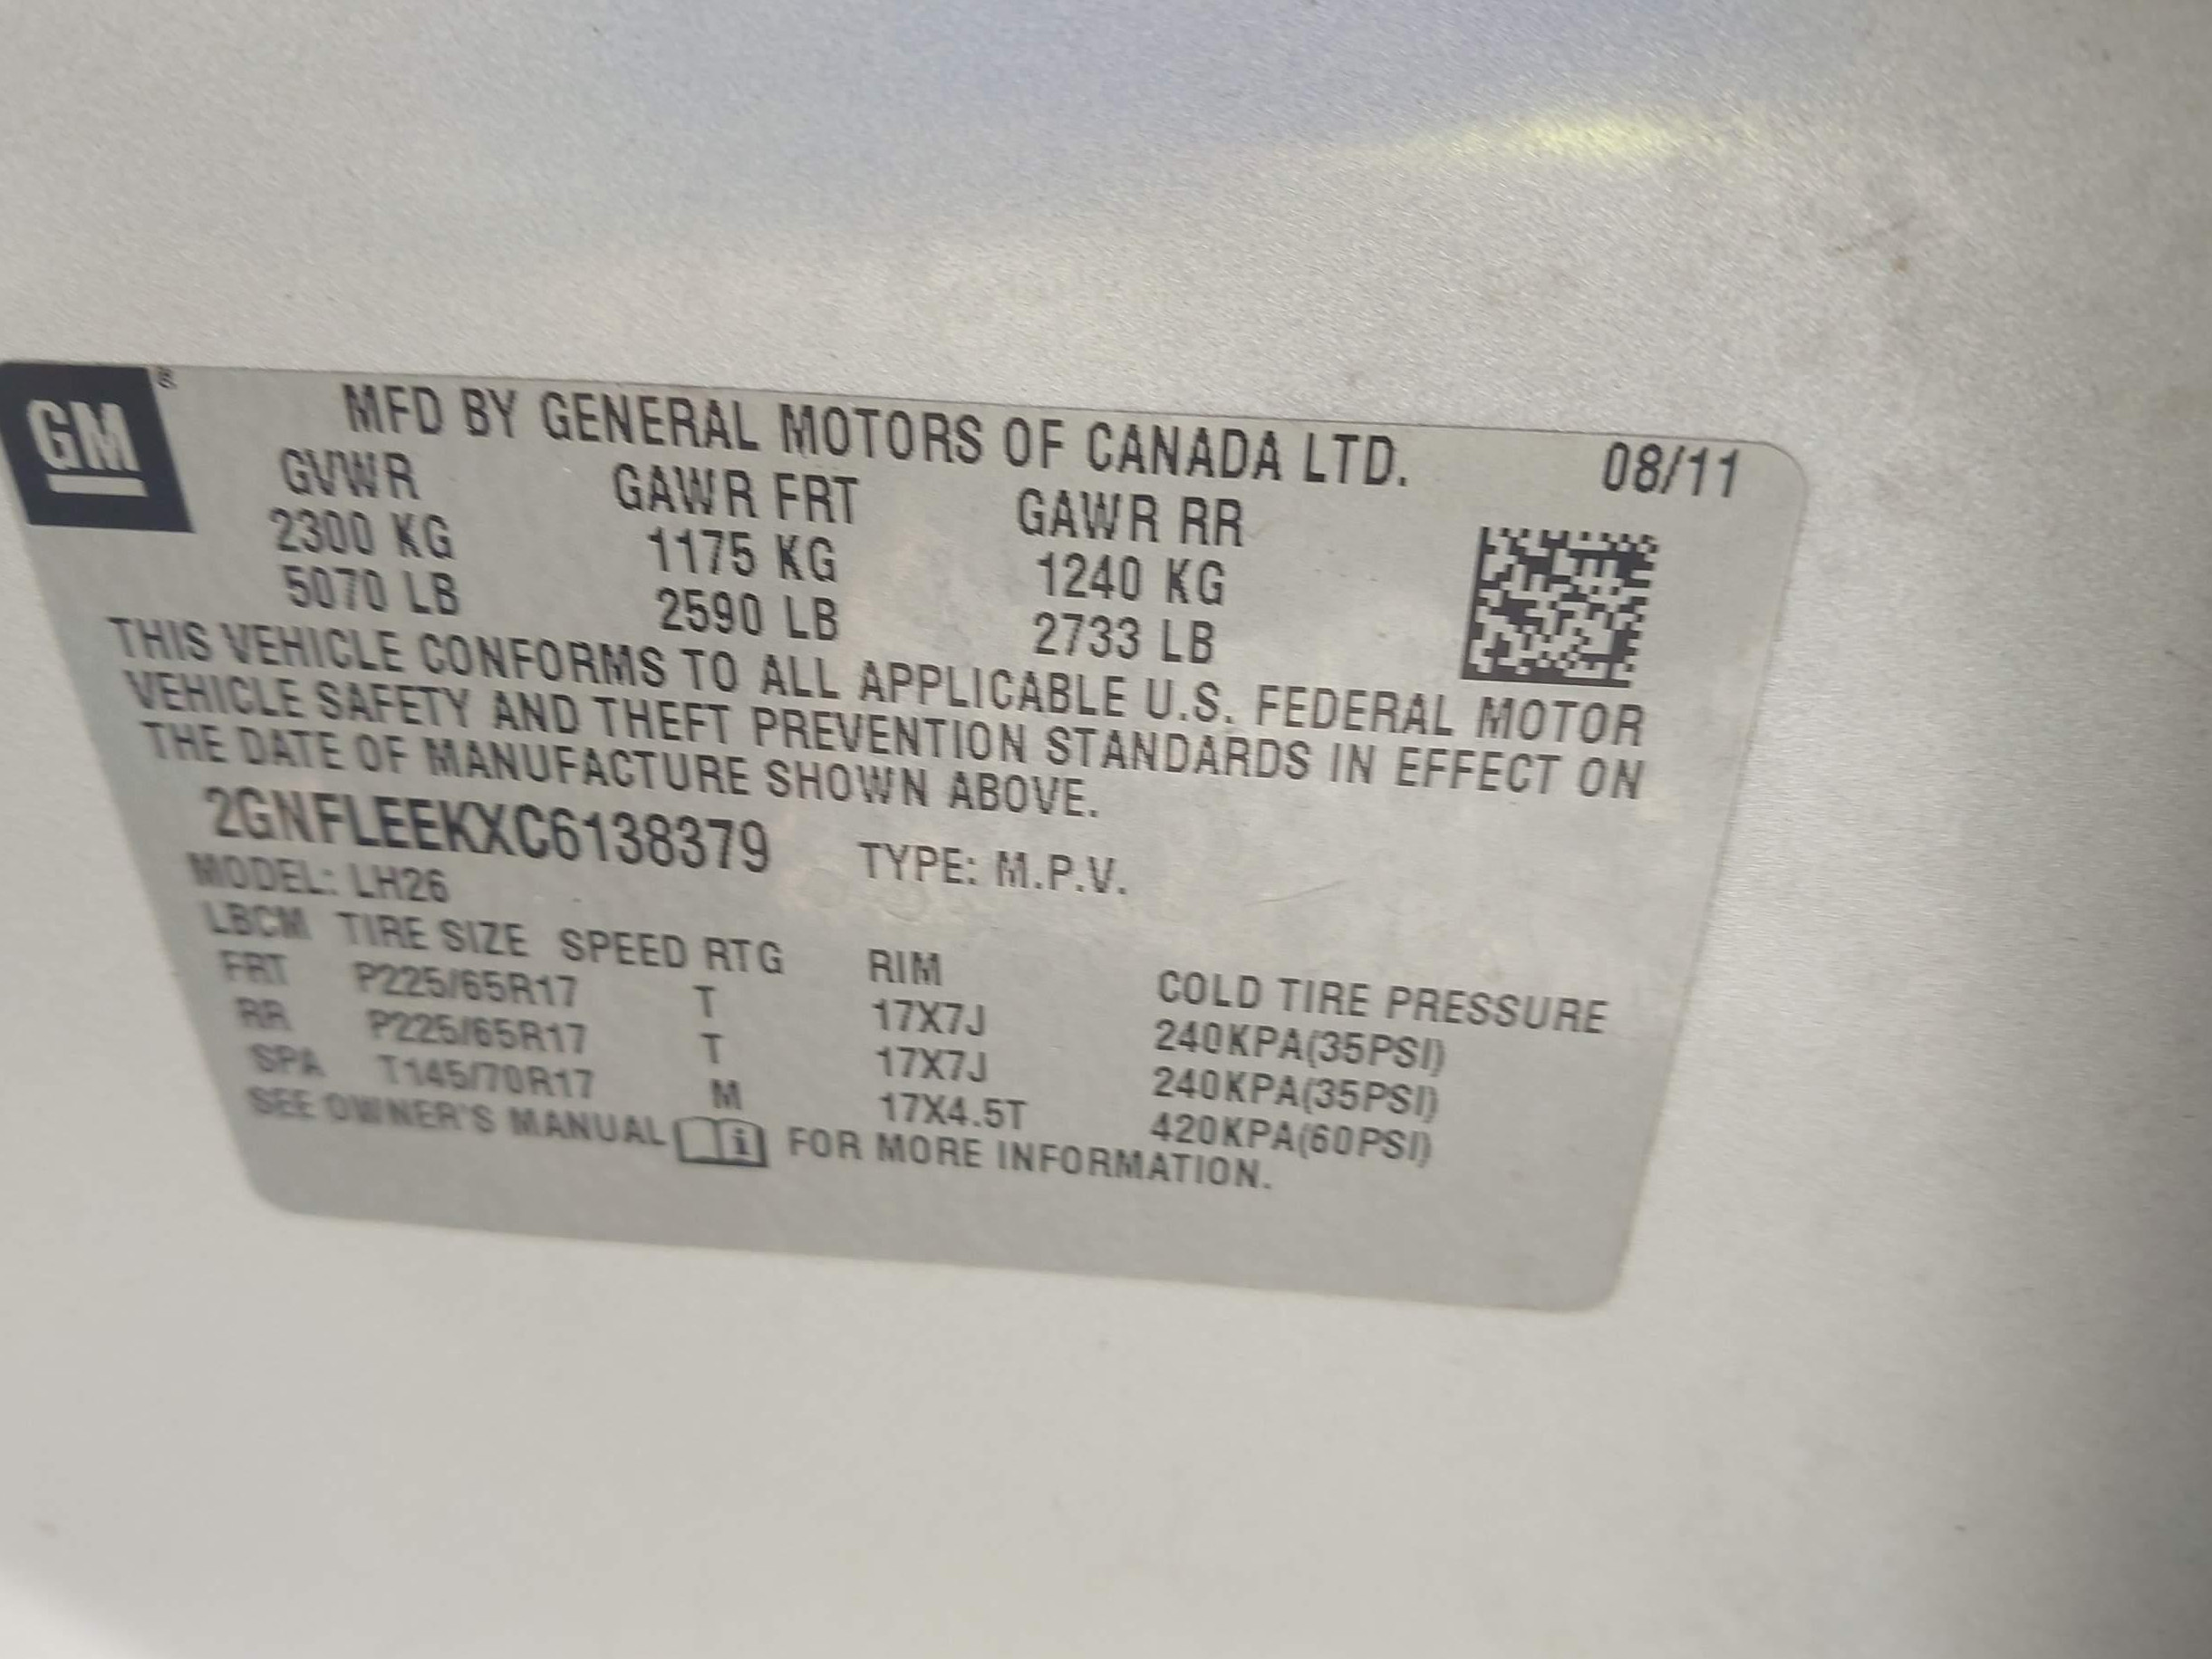 GM®
MFD BY GENERAL MOTORS OF CANADA LTD. 08/11
GVWR GAWR FRT GAWR RR
2300 KG 1175 KG 1240 KG
5070 LB 2590 LB 2733 LB
THIS VEHICLE CONFORMS TO ALL APPLICABLE U.S. FEDERAL MOTOR
VEHICLE SAFETY AND THEFT PREVENTION STANDARDS IN EFFECT ON
THE DATE OF MANUFACTURE SHOWN ABOVE.
2GNFLEEKXC6138379 TYPE: M.P.V.
MODEL: LH26
LBCM TIRE SIZE SPEED RTG RIM COLD TIRE PRESSURE
FRT P225/65R17 T 17X7J 240KPA(35PSI)
RR P225/65R17 T 17X7J 240KPA(35PSI)
SPA T145/70R17 M 17X4.5T 420KPA(60PSI)
SEE OWNER'S MANUAL i FOR MORE INFORMATION.